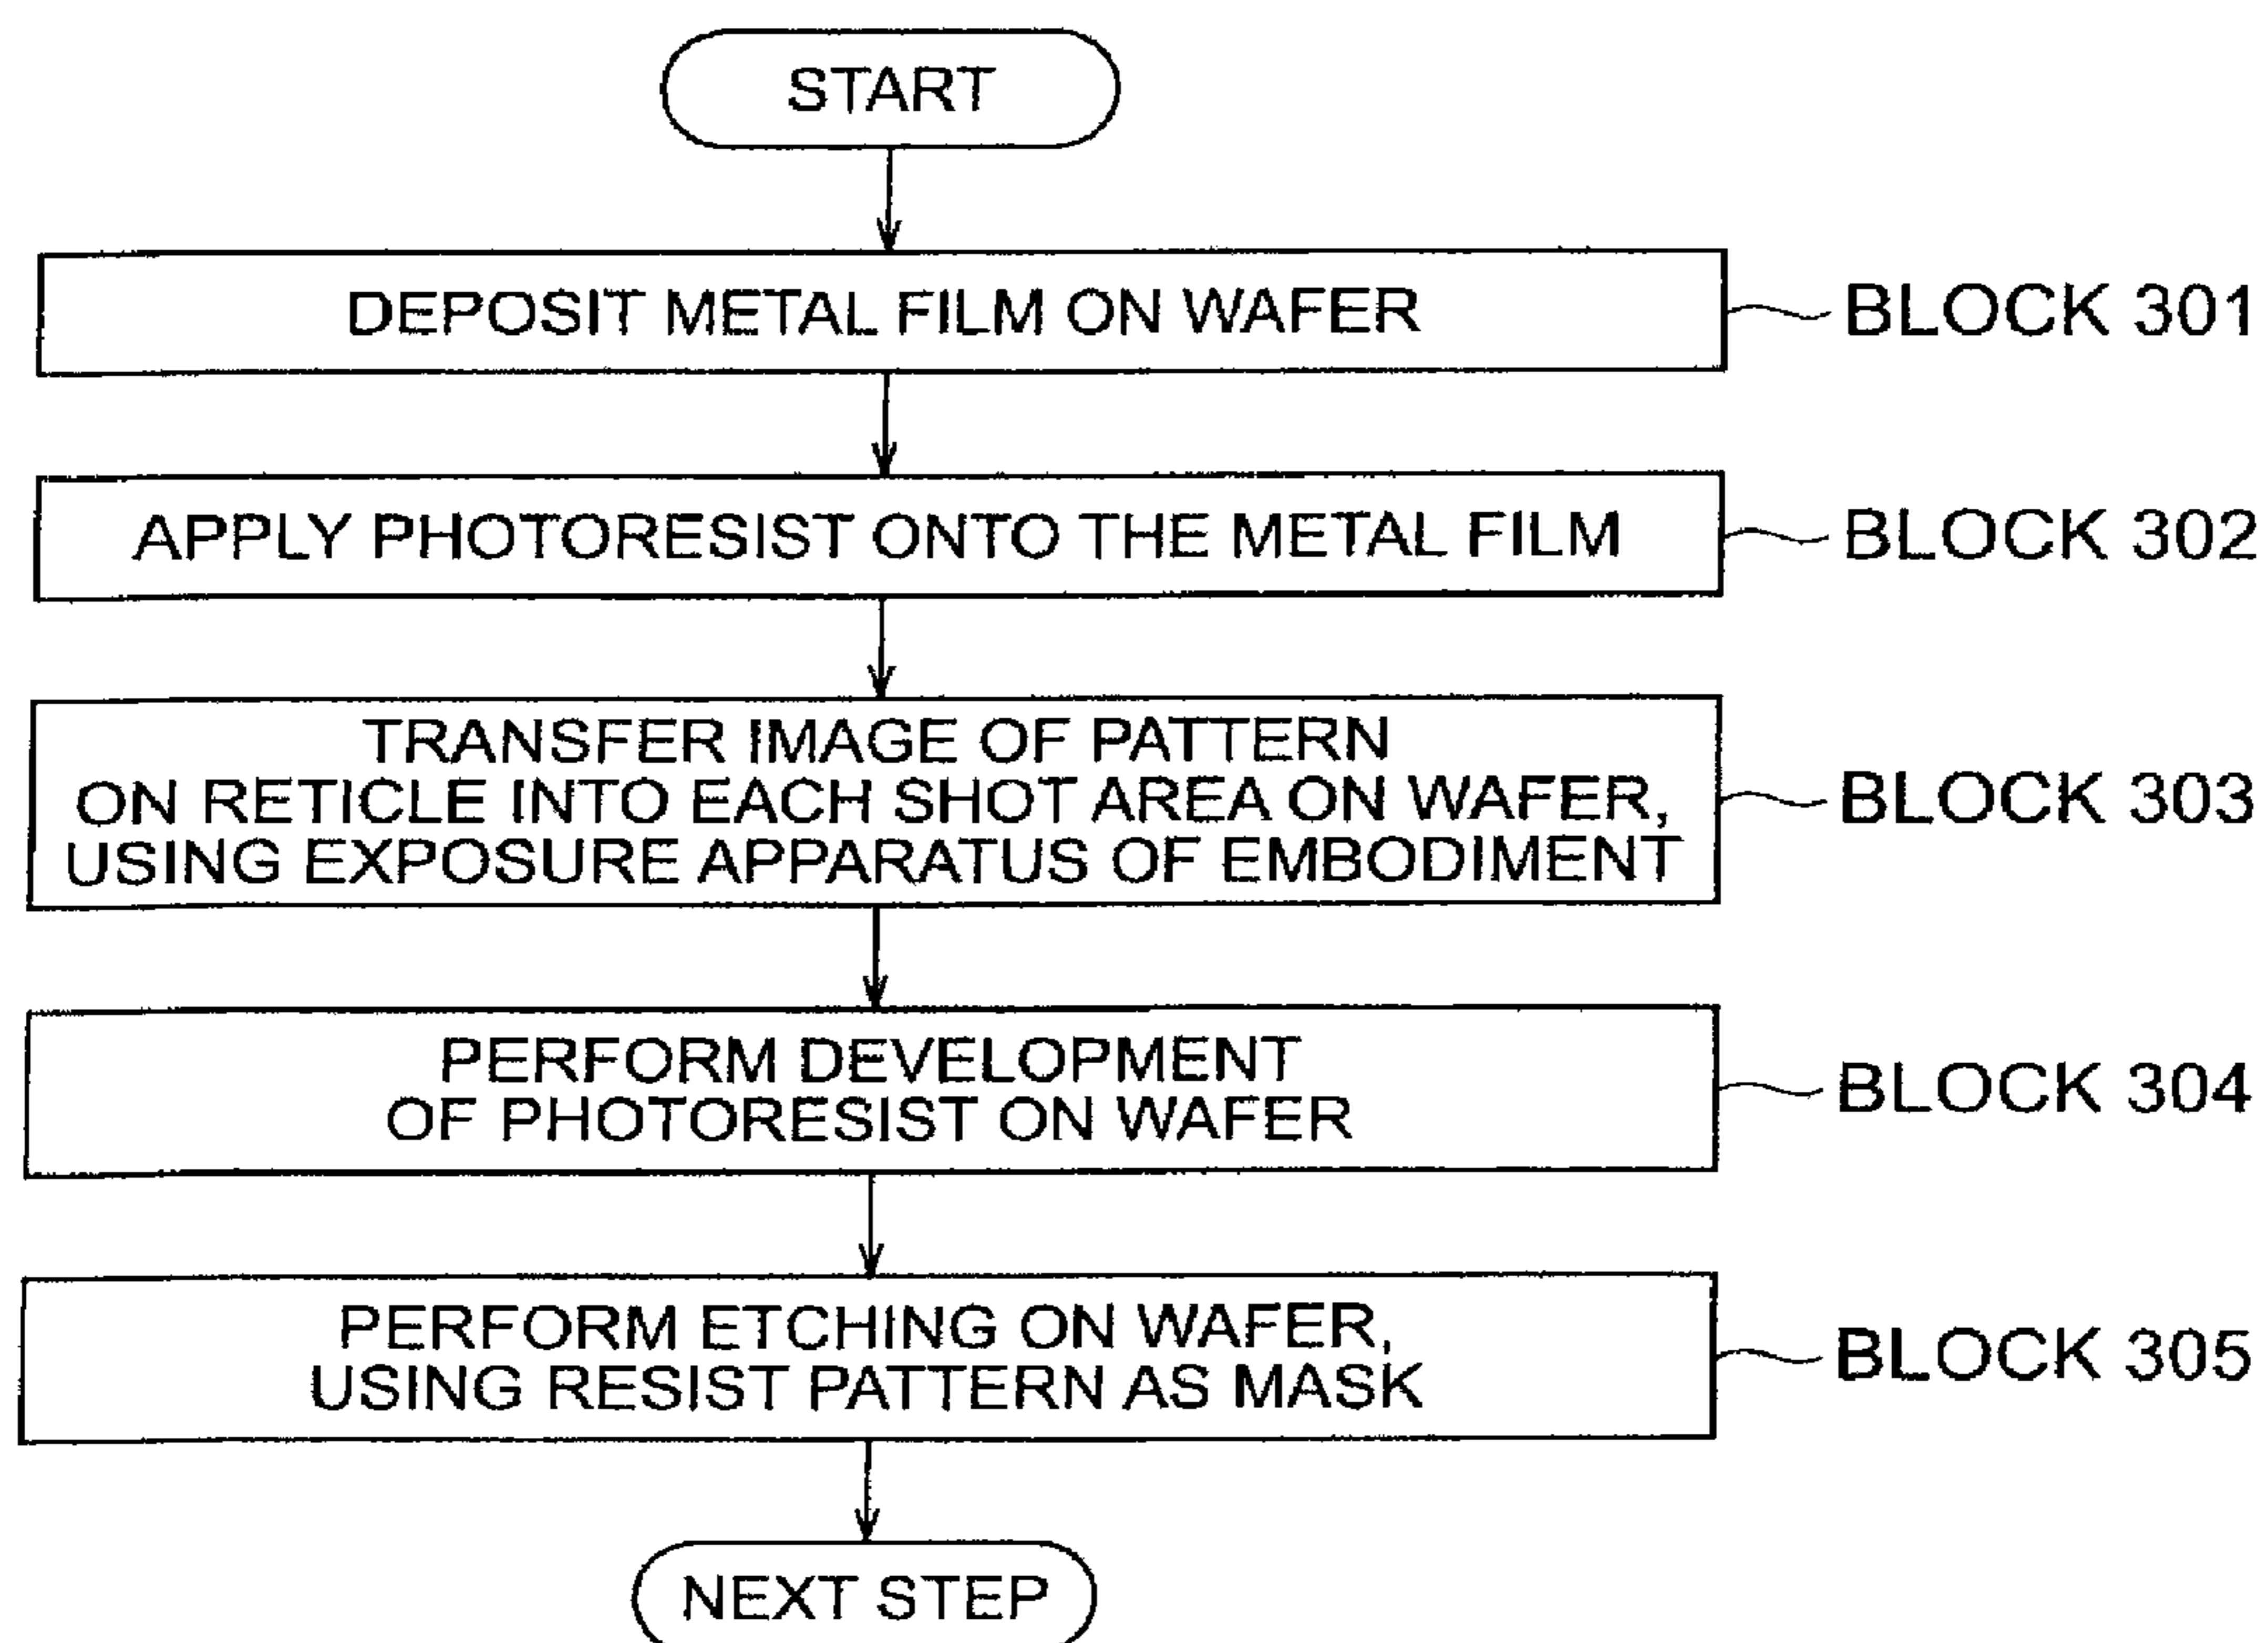 START
DEPOSIT METAL FILM ON WAFER
BLOCK 301
APPLY PHOTORESIST ONTO THE METAL FILM
BLOCK 302
TRANSFER IMAGE OF PATTERN
ON RETICLE INTO EACH SHOT AREA ON WAFER,
USING EXPOSURE APPARATUS OF EMBODIMENT
BLOCK 303
PERFORM DEVELOPMENT
OF PHOTORESIST ON WAFER
BLOCK 304
PERFORM ETCHING ON WAFER,
USING RESIST PATTERN AS MASK
BLOCK 305
NEXT STEP